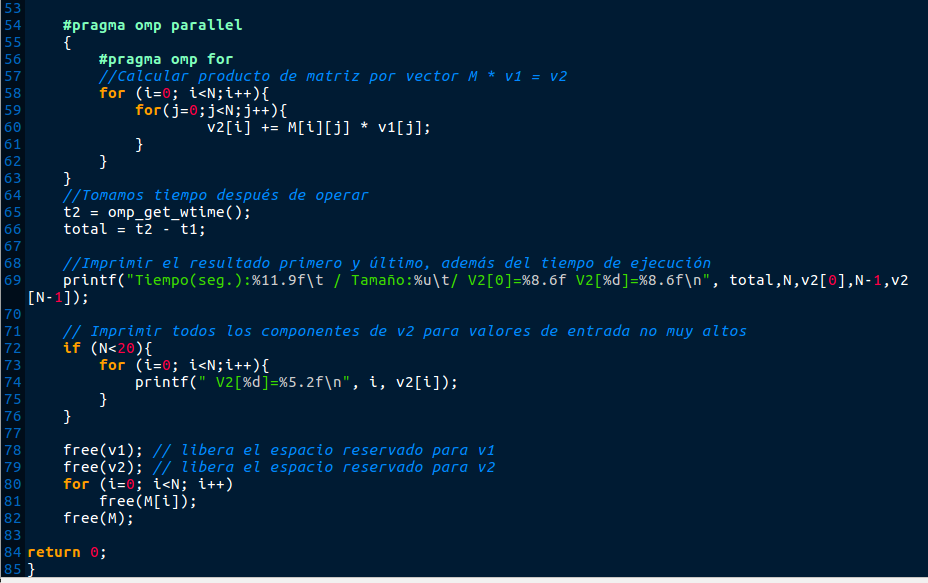 53
54     #pragma omp parallel
55     {
56         #pragma omp for
57         //Calcular producto de matriz por vector M * v1 = v2
58         for (i=0; i<N;i++){
59             for(j=0;j<N;j++){
60                     v2[i] += M[i][j] * v1[j];
61             }
62         }
63     }
64     //Tomamos tiempo después de operar
65     t2 = omp_get_wtime();
66     total = t2 - t1;
67
68     //Imprimir el resultado primero y último, además del tiempo de ejecución
69     printf("Tiempo(seg.):%11.9f\t / Tamaño:%u\t/ V2[0]=%8.6f V2[%d]=%8.6f\n", total,N,v2[0],N-1,v2
[N-1]);
70
71     // Imprimir todos los componentes de v2 para valores de entrada no muy altos
72     if (N<20){
73         for (i=0; i<N;i++){
74             printf(" V2[%d]=%5.2f\n", i, v2[i]);
75         }
76     }
77
78     free(v1); // libera el espacio reservado para v1
79     free(v2); // libera el espacio reservado para v2
80     for (i=0; i<N; i++)
81         free(M[i]);
82     free(M);
83
84 return 0;
85 }